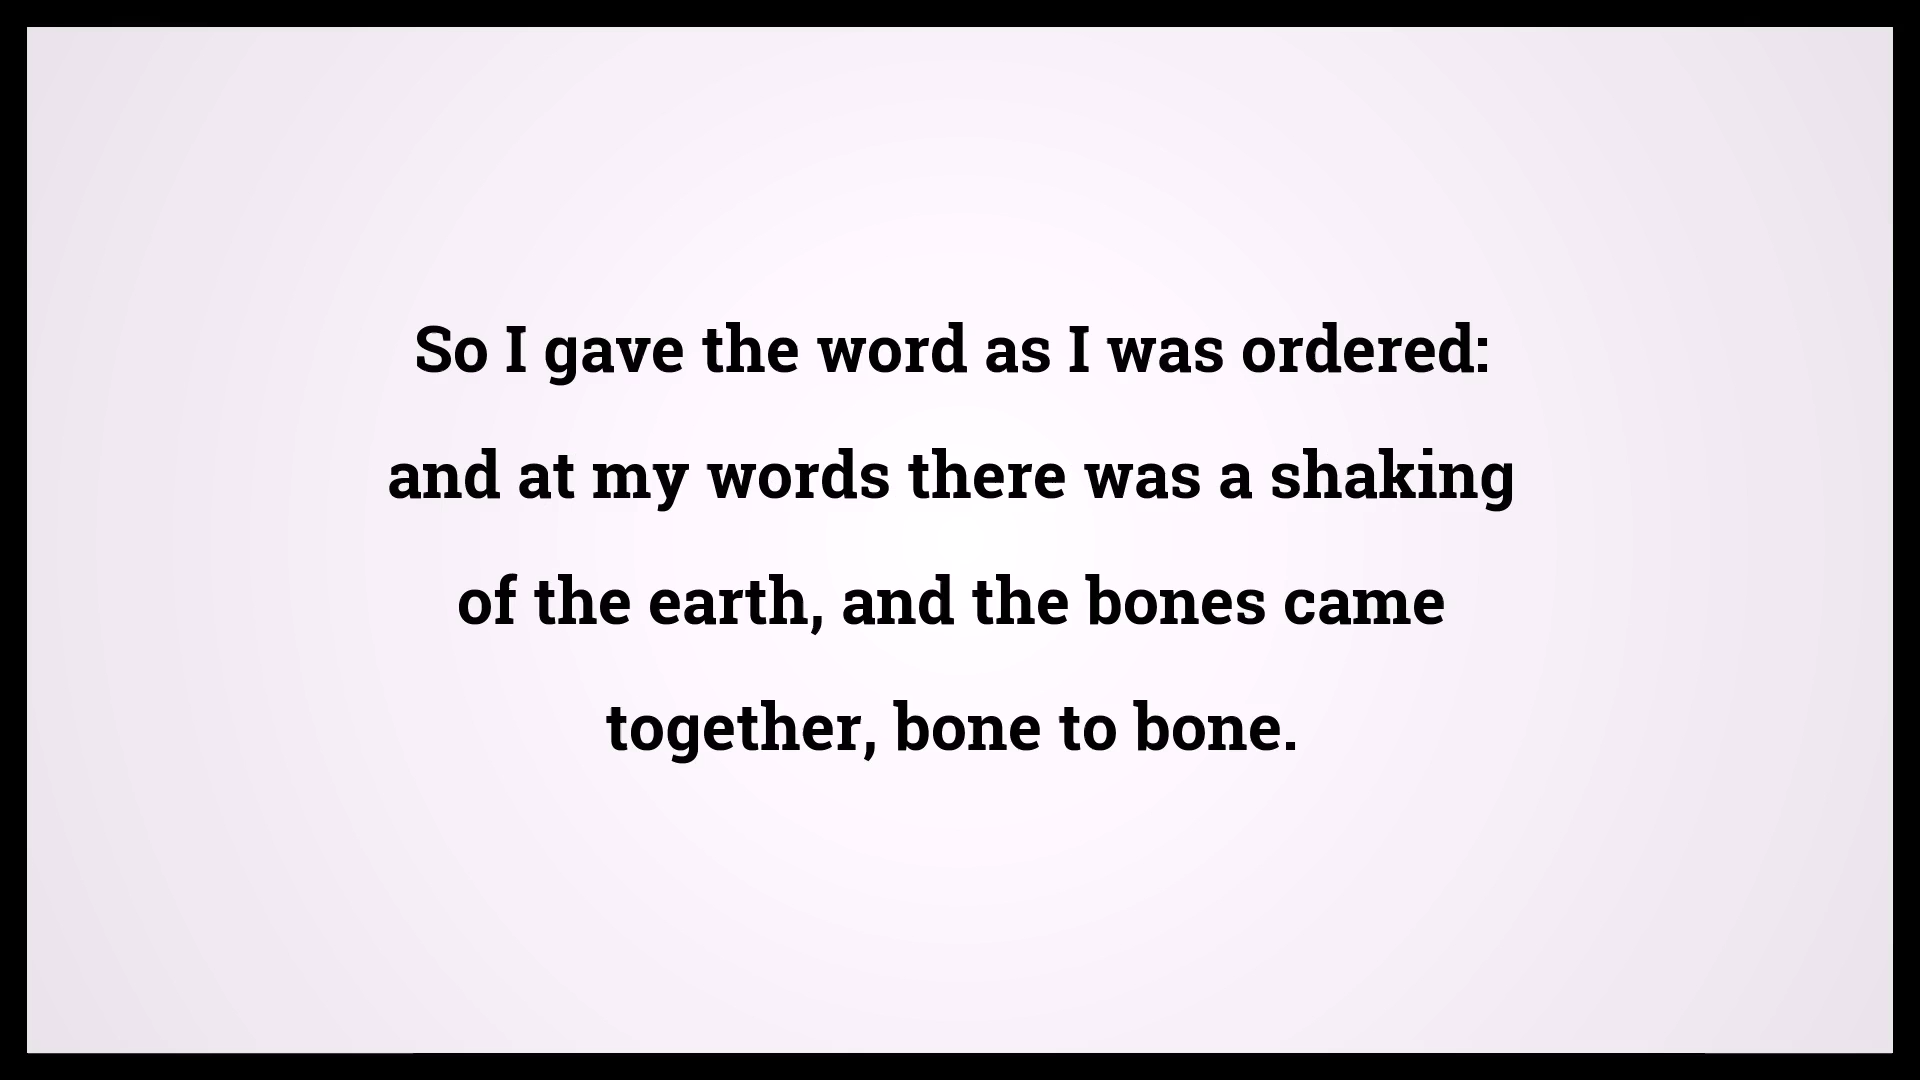 So I gave the word as I was ordered:
and at my words there was a shaking
of the earth, and the bones came
together, bone to bone.